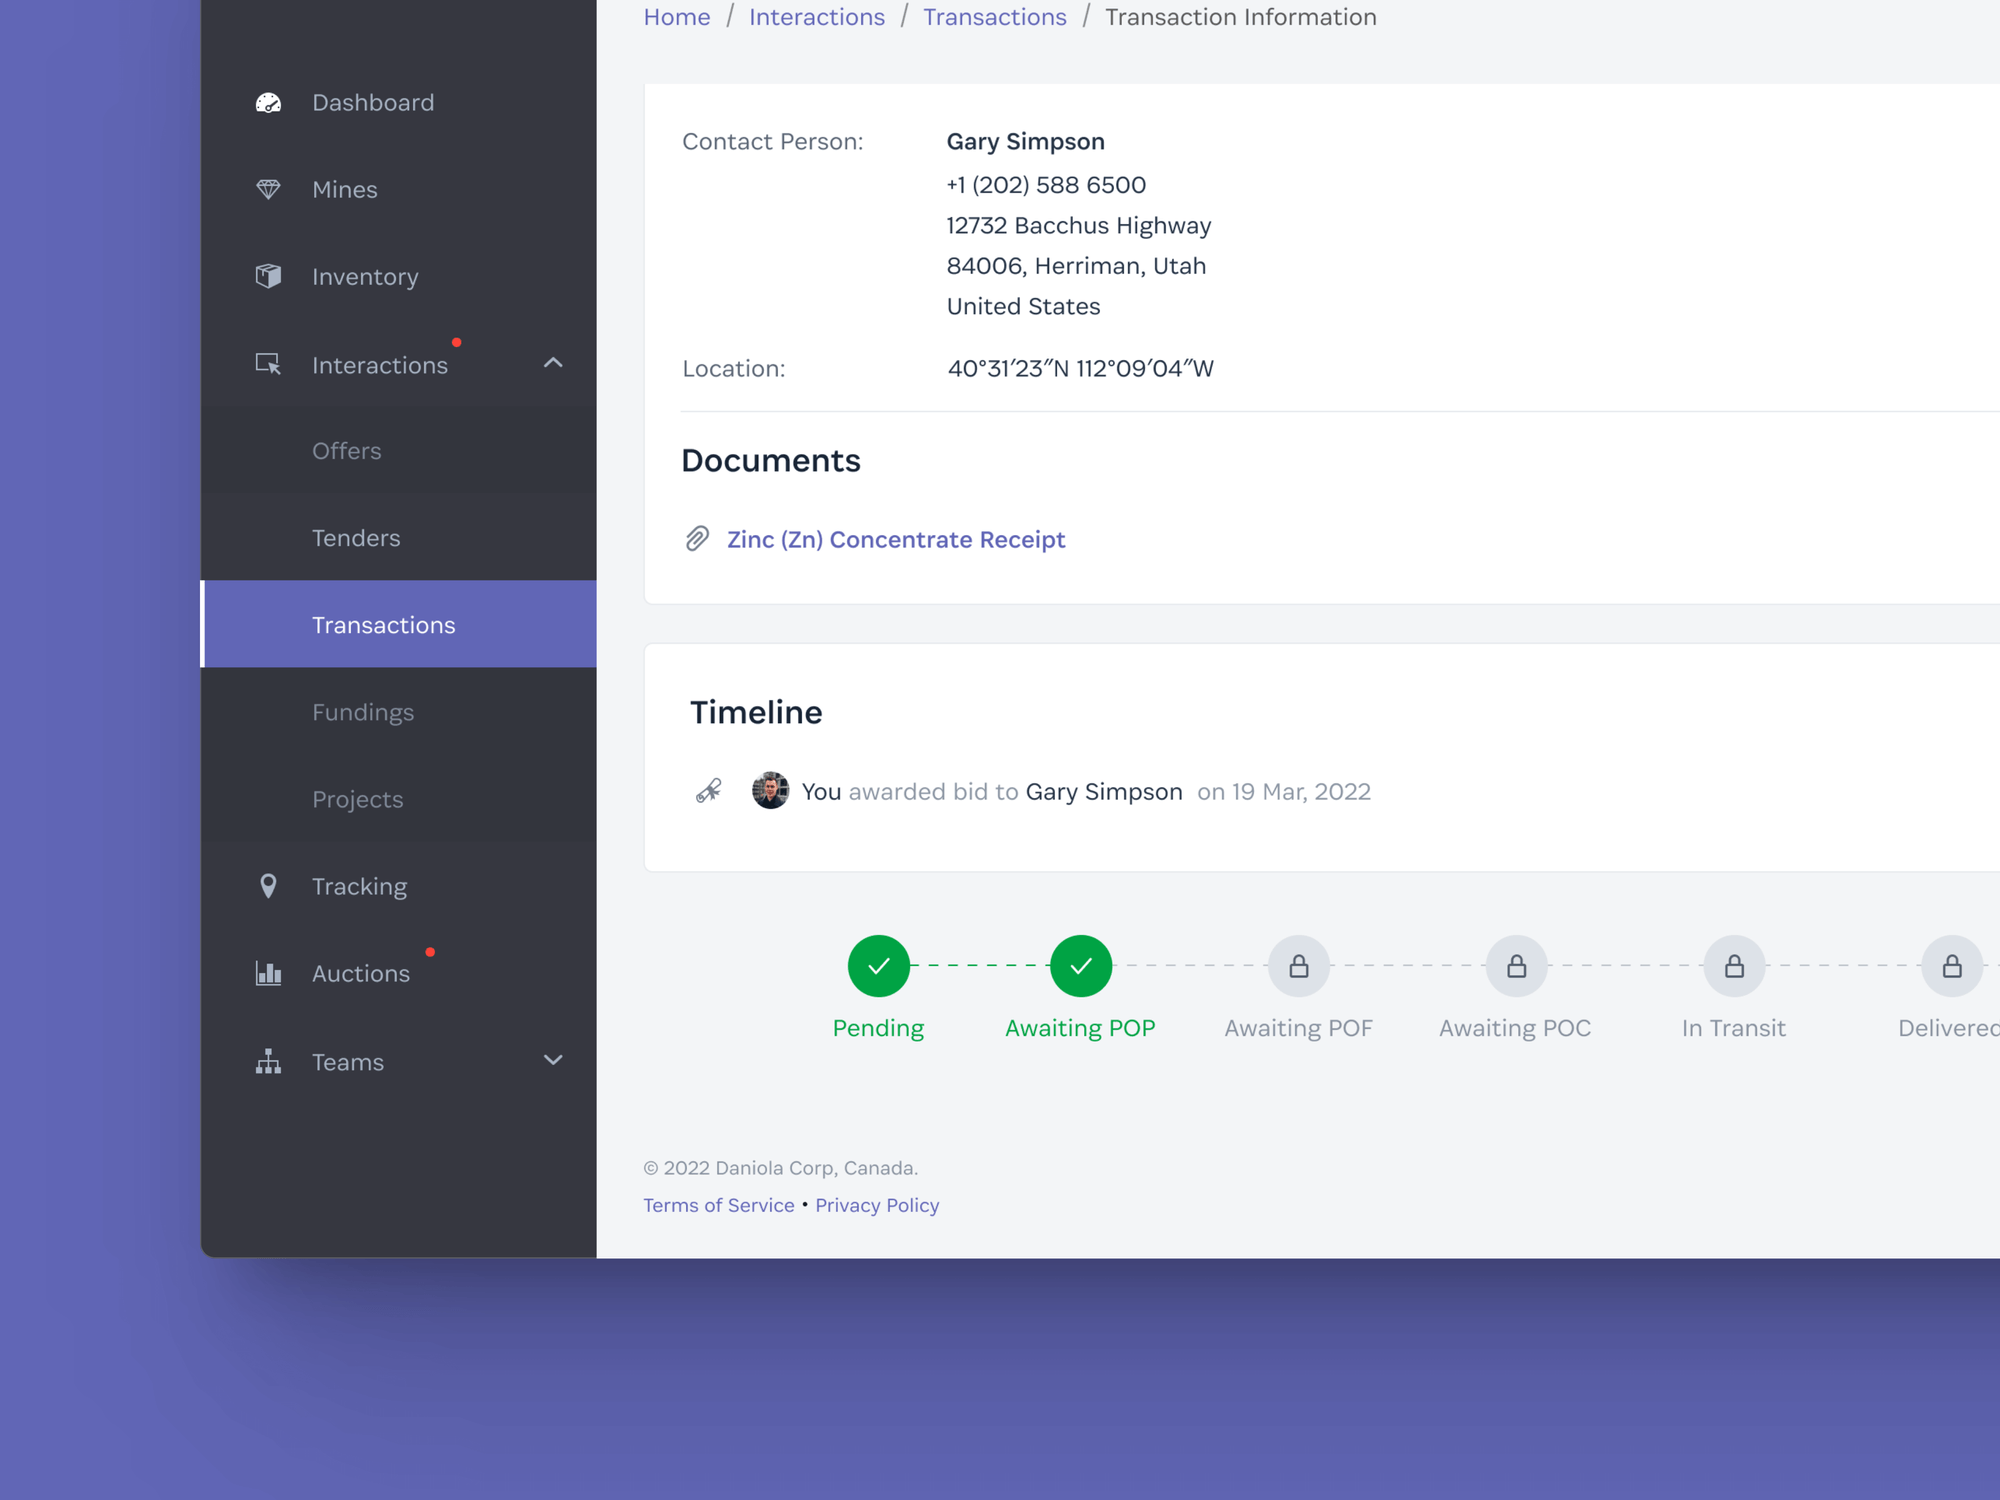 Home / Interactions / Transactions / Transaction Information
Dashboard
Mines
Inventory
Interactions
Offers
Tenders
Transactions
Fundings
Projects
Tracking
Auctions
Teams
Contact Person: Gary Simpson
+1 (202) 588 6500
12732 Bacchus Highway
84006, Herriman, Utah
United States
Location: 40°31′23″N 112°09′04″W
Documents
Zinc (Zn) Concentrate Receipt
Timeline
You awarded bid to Gary Simpson on 19 Mar, 2022
Pending Awaiting POP Awaiting POF Awaiting POC In Transit Delivered
© 2022 Daniola Corp, Canada.
Terms of Service • Privacy Policy